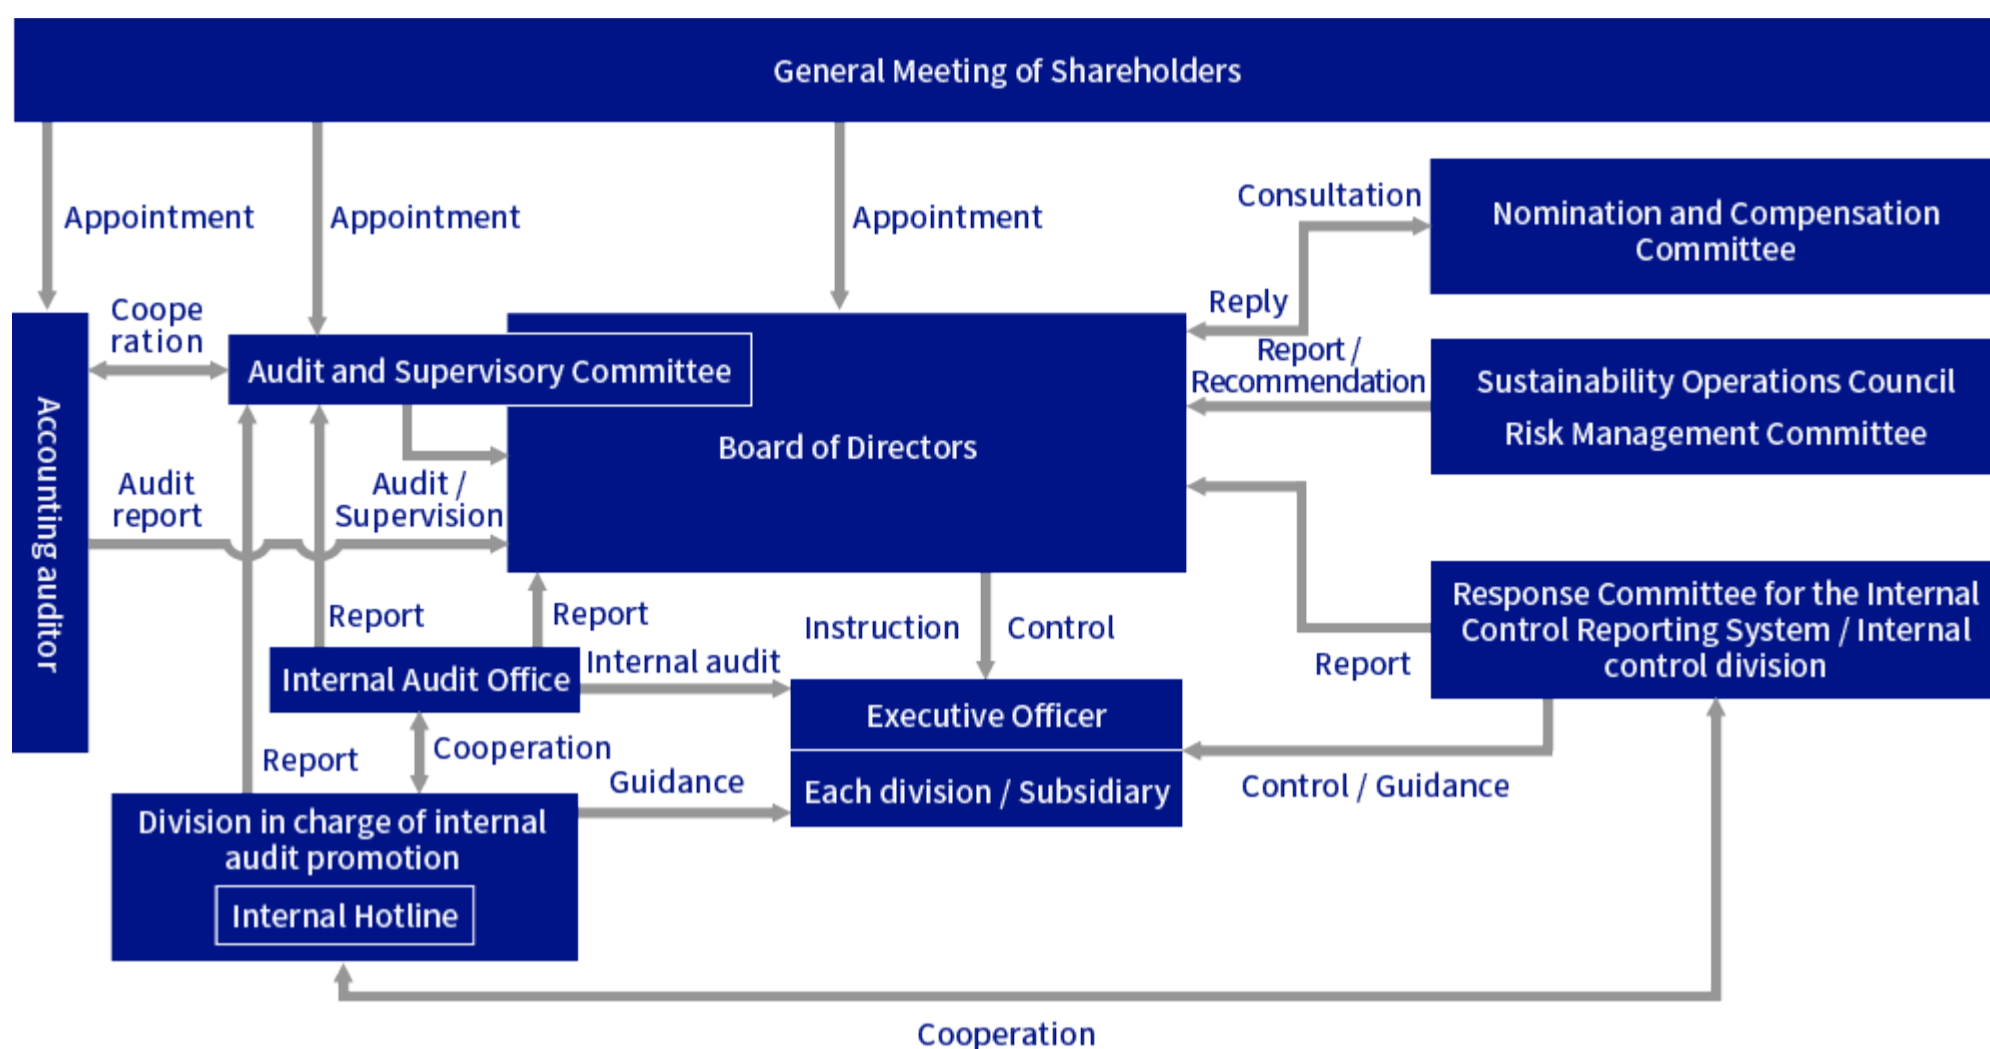 General Meeting of Shareholders
Appointment
Appointment
Appointment
Consultation
Nomination and Compensation
Committee
Reply
Coope
ration
Audit and Supervisory Committee
Report /
Recommendation
Sustainability Operations Council
Risk Management Committee
Board of Directors
Accounting auditor
Audit
report
Audit /
Supervision
Report
Report
Instruction
Control
Response Committee for the Internal
Control Reporting System / Internal
control division
Report
Internal Audit Office
Internal audit
Executive Officer
Each division / Subsidiary
Report
Cooperation
Guidance
Control / Guidance
Division in charge of internal
audit promotion
Internal Hotline
Cooperation